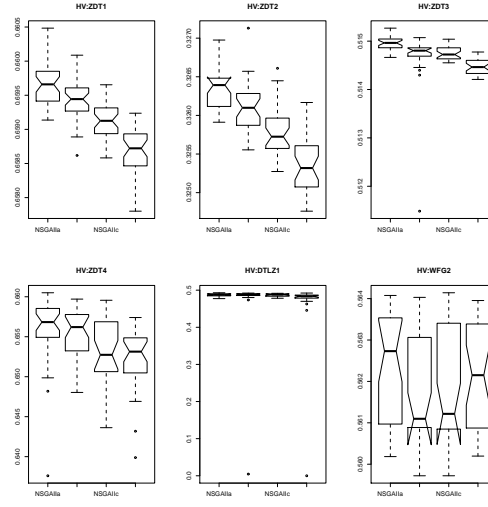 HV:ZDT1
0.6605
0.6600
0.6595
0.6590
0.6585
0.6580
NSGAIIa NSGAIIc
HV:ZDT2
0.3270
0.3265
0.3260
0.3255
0.3250
NSGAIIa NSGAIIc
HV:ZDT3
0.515
0.514
0.513
0.512
NSGAIIa NSGAIIc
HV:ZDT4
0.660
0.655
0.650
0.645
0.640
NSGAIIa NSGAIIc
HV:DTLZ1
0.5
0.4
0.3
0.2
0.1
0.0
NSGAIIa NSGAIIc
HV:WFG2
0.564
0.563
0.562
0.561
0.560
NSGAIIa NSGAIIc